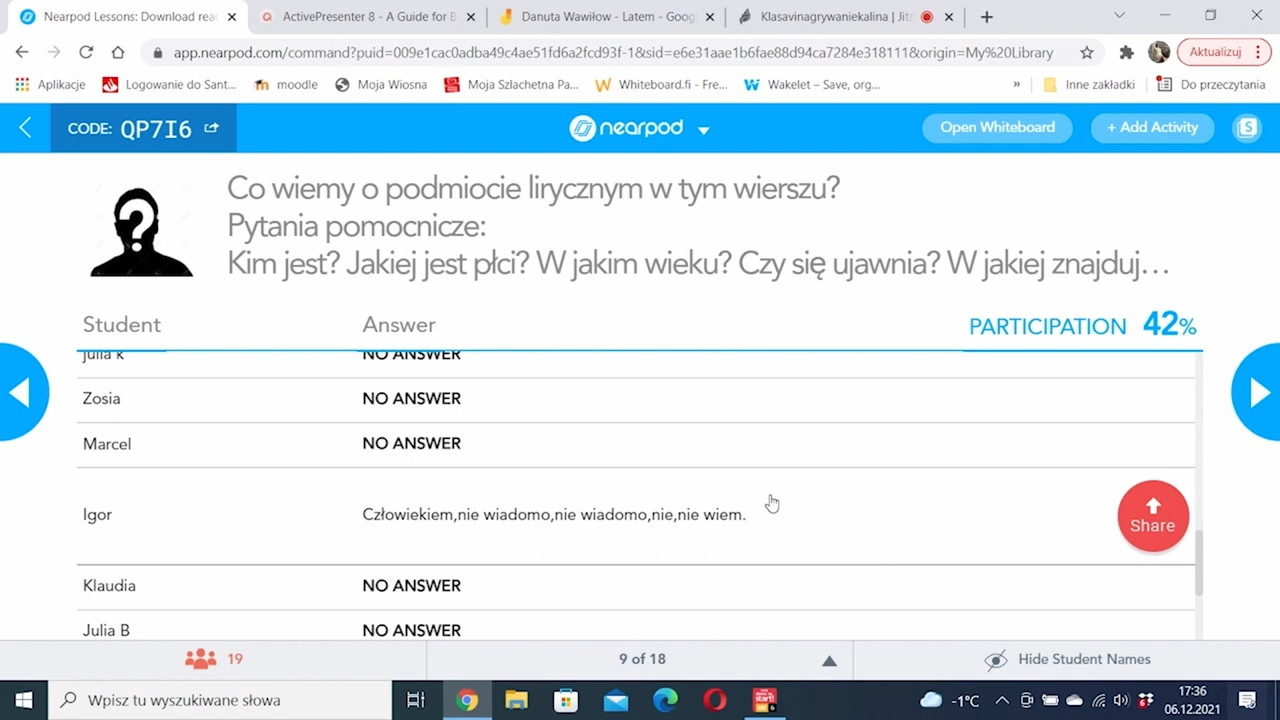 Nearpod Lessons: Download rea
ActivePresenter 8 - A Guide for B
Danuta Wawiłow - Latem - Goog
Klasavinagrywaniekalina | Jits
app.nearpod.com/command?puid=009e1cac0adba49c4ae51fd6a2fcd93f-1&sid=e6e31aae1b6fae88d94ca7284e318111&origin=My%20Library
Aktualizuj
Aplikacje
Logowanie do Sant...
moodle
Moja Wiosna
Moja Szlachetna Pa...
Whiteboard.fi - Fre...
Wakelet – Save, org...
»
Inne zakładki
Do przeczytania
CODE: QP7I6
nearpod
Open Whiteboard
+ Add Activity
S
Co wiemy o podmiocie lirycznym w tym wierszu?
Pytania pomocnicze:
Kim jest? Jakiej jest płci? W jakim wieku? Czy się ujawnia? W jakiej znajduj...
Student Answer PARTICIPATION 42%
julia k NO ANSWER
Zosia NO ANSWER
Marcel NO ANSWER
Igor Człowiekiem,nie wiadomo,nie wiadomo,nie,nie wiem.
Share
Klaudia NO ANSWER
Julia B NO ANSWER
19
9 of 18
Hide Student Names
Wpisz tu wyszukiwane słowa
-1°C
17:36
06.12.2021